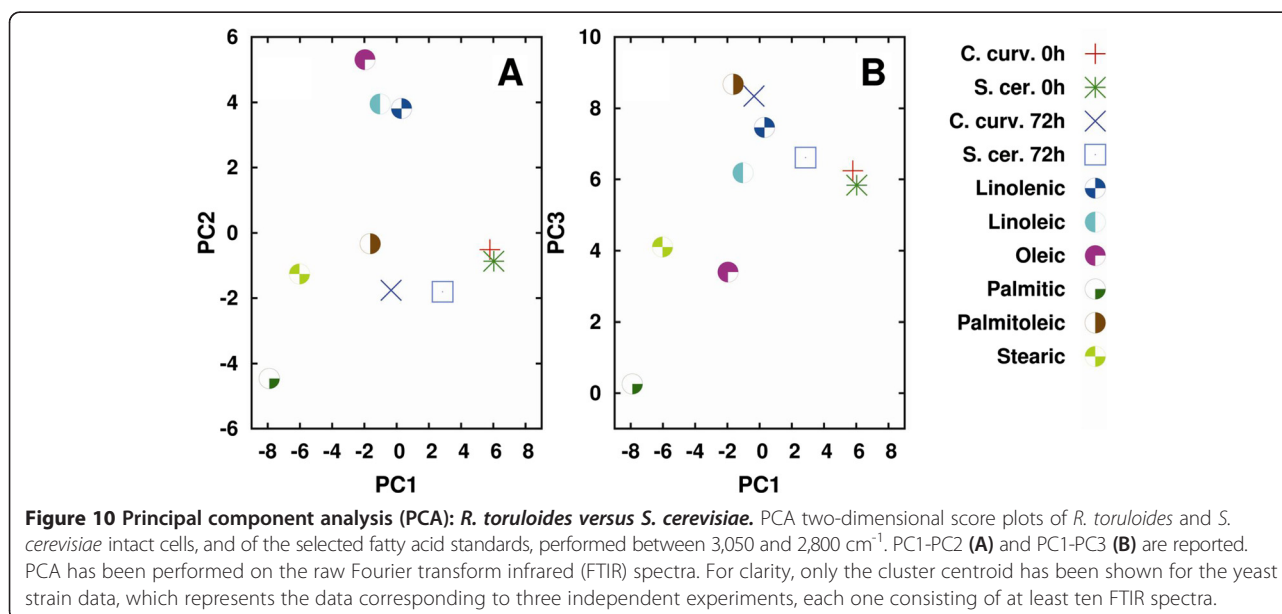 A
B
6
4
2
0
-2
-4
-6
PC2
-8 -6 -4 -2 0 2 4 6 8
PC1
10
8
6
4
2
0
PC3
-8 -6 -4 -2 0 2 4 6 8
PC1
C. curv. 0h
S. cer. 0h
C. curv. 72h
S. cer. 72h
Linolenic
Linoleic
Oleic
Palmitic
Palmitoleic
Stearic
Figure 10 Principal component analysis (PCA): R. toruloides versus S. cerevisiae. PCA two-dimensional score plots of R. toruloides and S.
cerevisiae intact cells, and of the selected fatty acid standards, performed between 3,050 and 2,800 cm⁻¹. PC1-PC2 (A) and PC1-PC3 (B) are reported.
PCA has been performed on the raw Fourier transform infrared (FTIR) spectra. For clarity, only the cluster centroid has been shown for the yeast
strain data, which represents the data corresponding to three independent experiments, each one consisting of at least ten FTIR spectra.